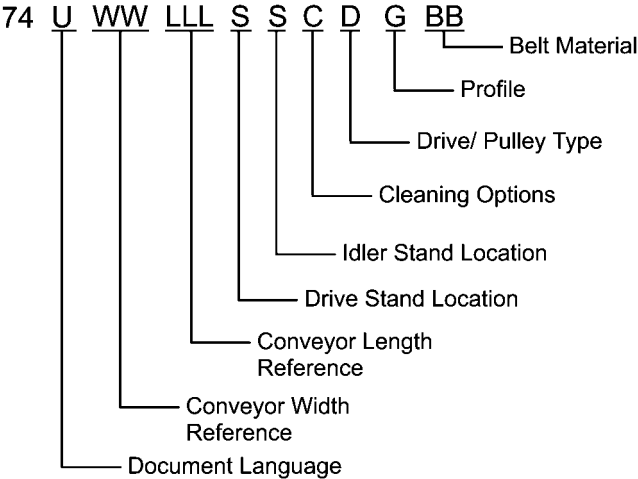 74 U WW LLL S S C D G BB
Belt Material
Profile
Drive/ Pulley Type
Cleaning Options
Idler Stand Location
Drive Stand Location
Conveyor Length
Reference
Conveyor Width
Reference
Document Language